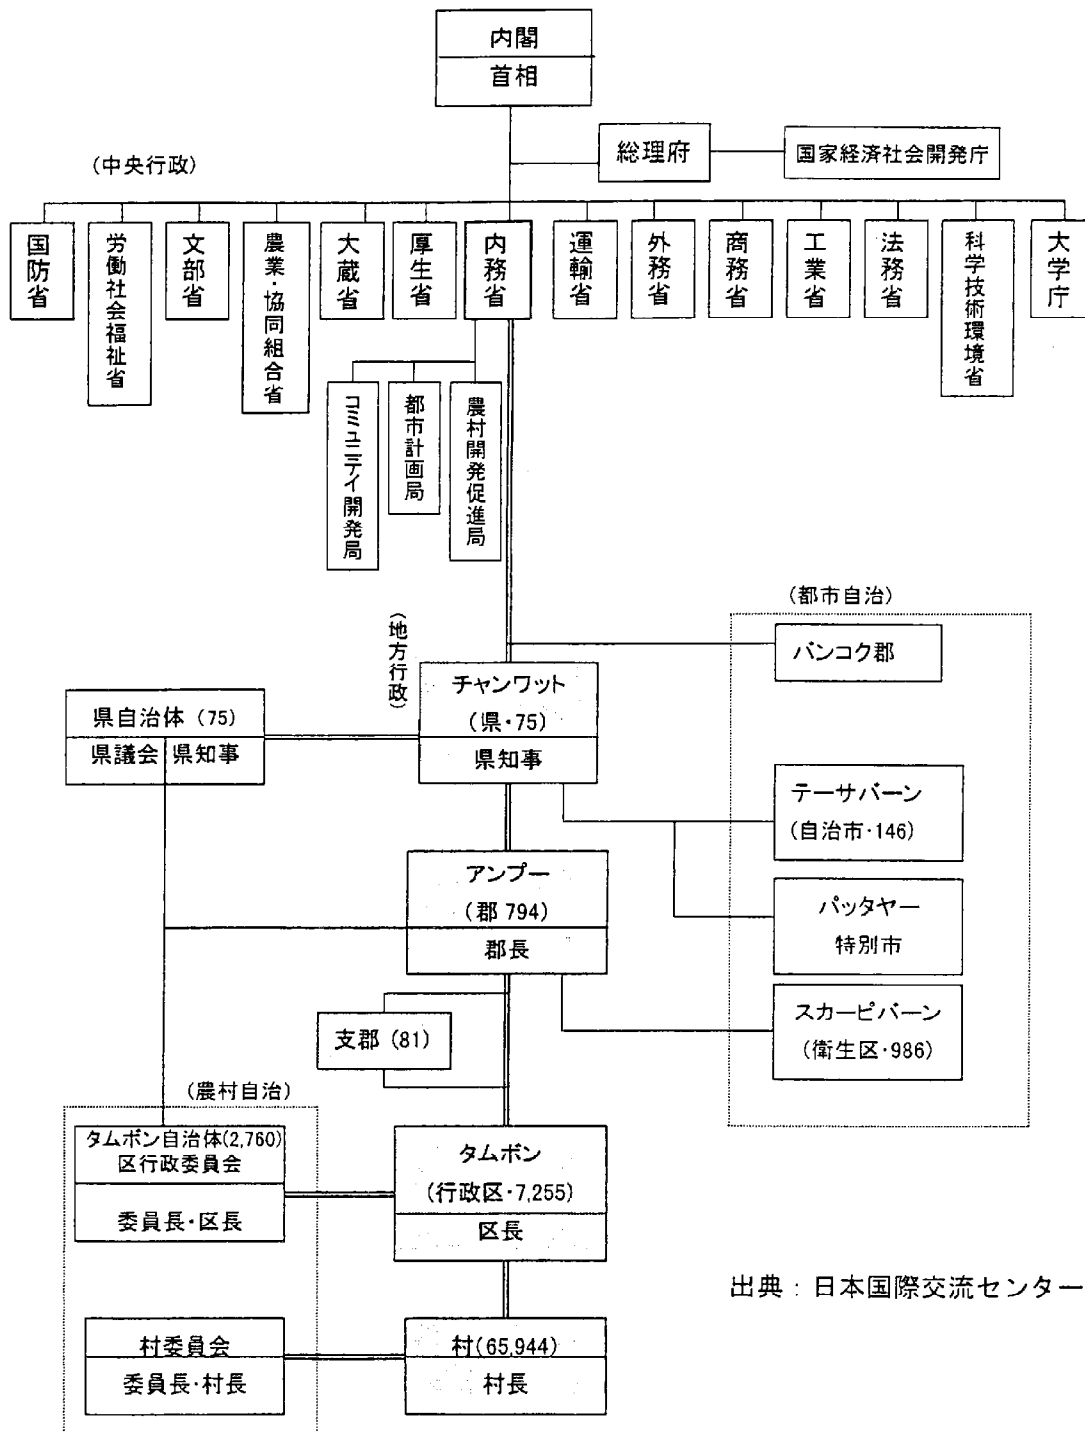 内閣
首相
総理府
国家経済社会開発庁
(中央行政)
国防省
労働社会福祉省
文部省
農業・協同組合省
大蔵省
厚生省
内務省
運輸省
外務省
商務省
工業省
法務省
科学技術環境省
大学庁
コミュニテイ開発局
都市計画局
農村開発促進局
(都市自治)
(地方行政)
バンコク郡
チャンワット
(県・75)
県知事
県自治体 (75)
県議会 県知事
テーサバーン
(自治市・146)
アンプー
(郡 794)
郡長
パッタヤー
特別市
スカーピバーン
(衛生区・986)
支郡 (81)
(農村自治)
タムボン自治体(2,760)
区行政委員会
委員長・区長
タムボン
(行政区・7,255)
区長
出典：日本国際交流センター
村委員会
委員長・村長
村(65,944)
村長